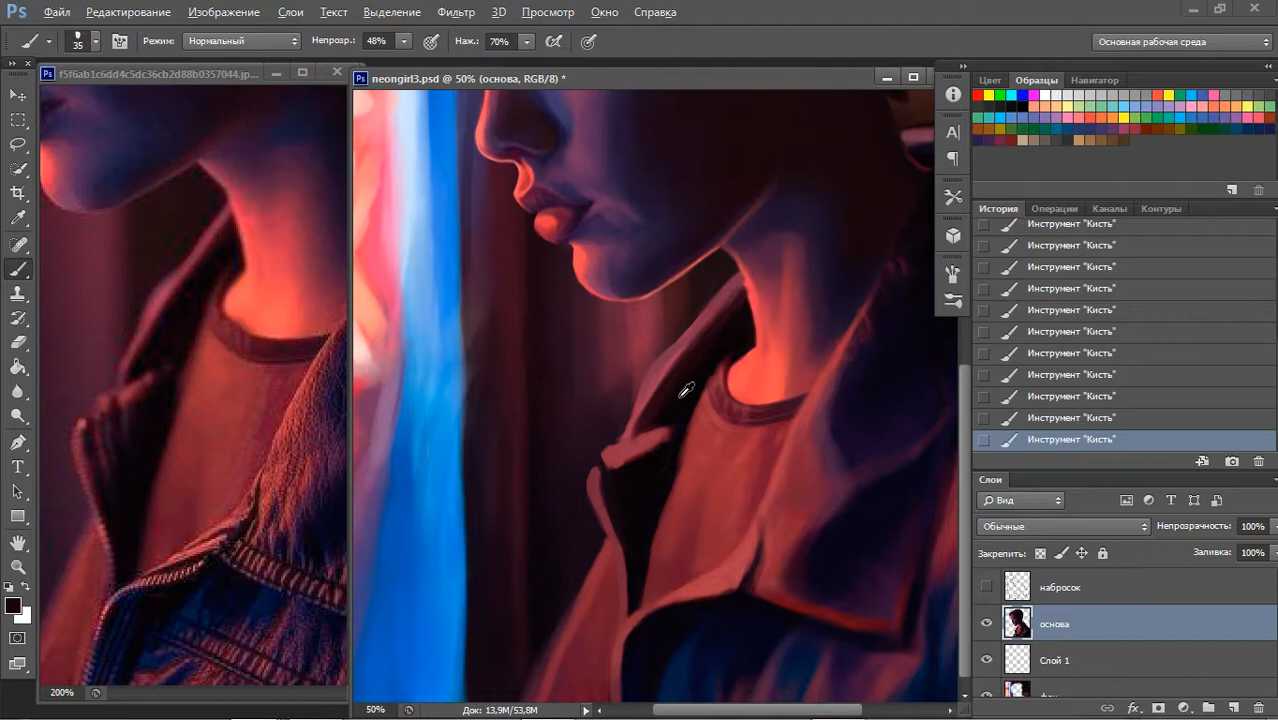 Ps Файл Редактирование Изображение Слои Текст Выделение Фильтр 3D Просмотр Окно Справка
35 Режим: Нормальный Непрозр.: 48% Наж.: 70% Основная рабочая среда
f5f6ab1c6dd4c5dc36cb2d88b0357044.jp...
neongirl3.psd @ 50% (основа, RGB/8) *
Цвет Образцы Навигатор
История Операции Каналы Контуры
Инструмент "Кисть"
Инструмент "Кисть"
Инструмент "Кисть"
Инструмент "Кисть"
Инструмент "Кисть"
Инструмент "Кисть"
Инструмент "Кисть"
Инструмент "Кисть"
Инструмент "Кисть"
Инструмент "Кисть"
Инструмент "Кисть"
Слои
Вид
Обычные Непрозрачность: 100%
Закрепить: Заливка: 100%
набросок
основа
Слой 1
200%
50% Док: 13,9M/53,8M